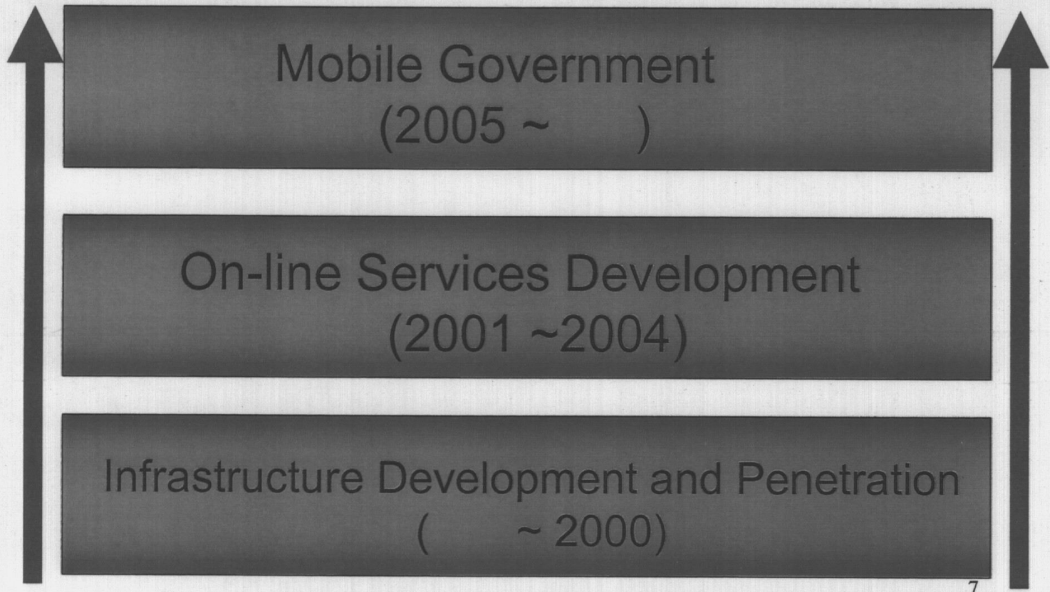 Mobile Government
(2005 ~ )
On-line Services Development
(2001 ~2004)
Infrastructure Development and Penetration
( ~ 2000)
7